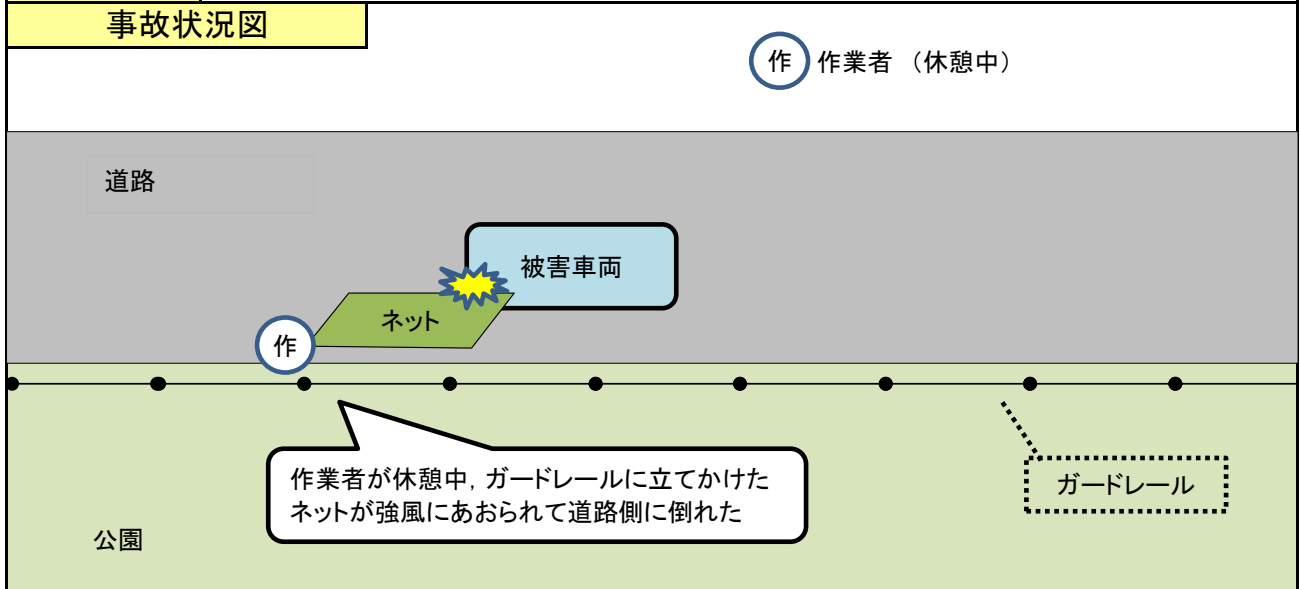 事故状況図
作 作業者 （休憩中）
道路
被害車両
ネット
作
作業者が休憩中，ガードレールに立てかけた
ネットが強風にあおられて道路側に倒れた
ガードレール
公園